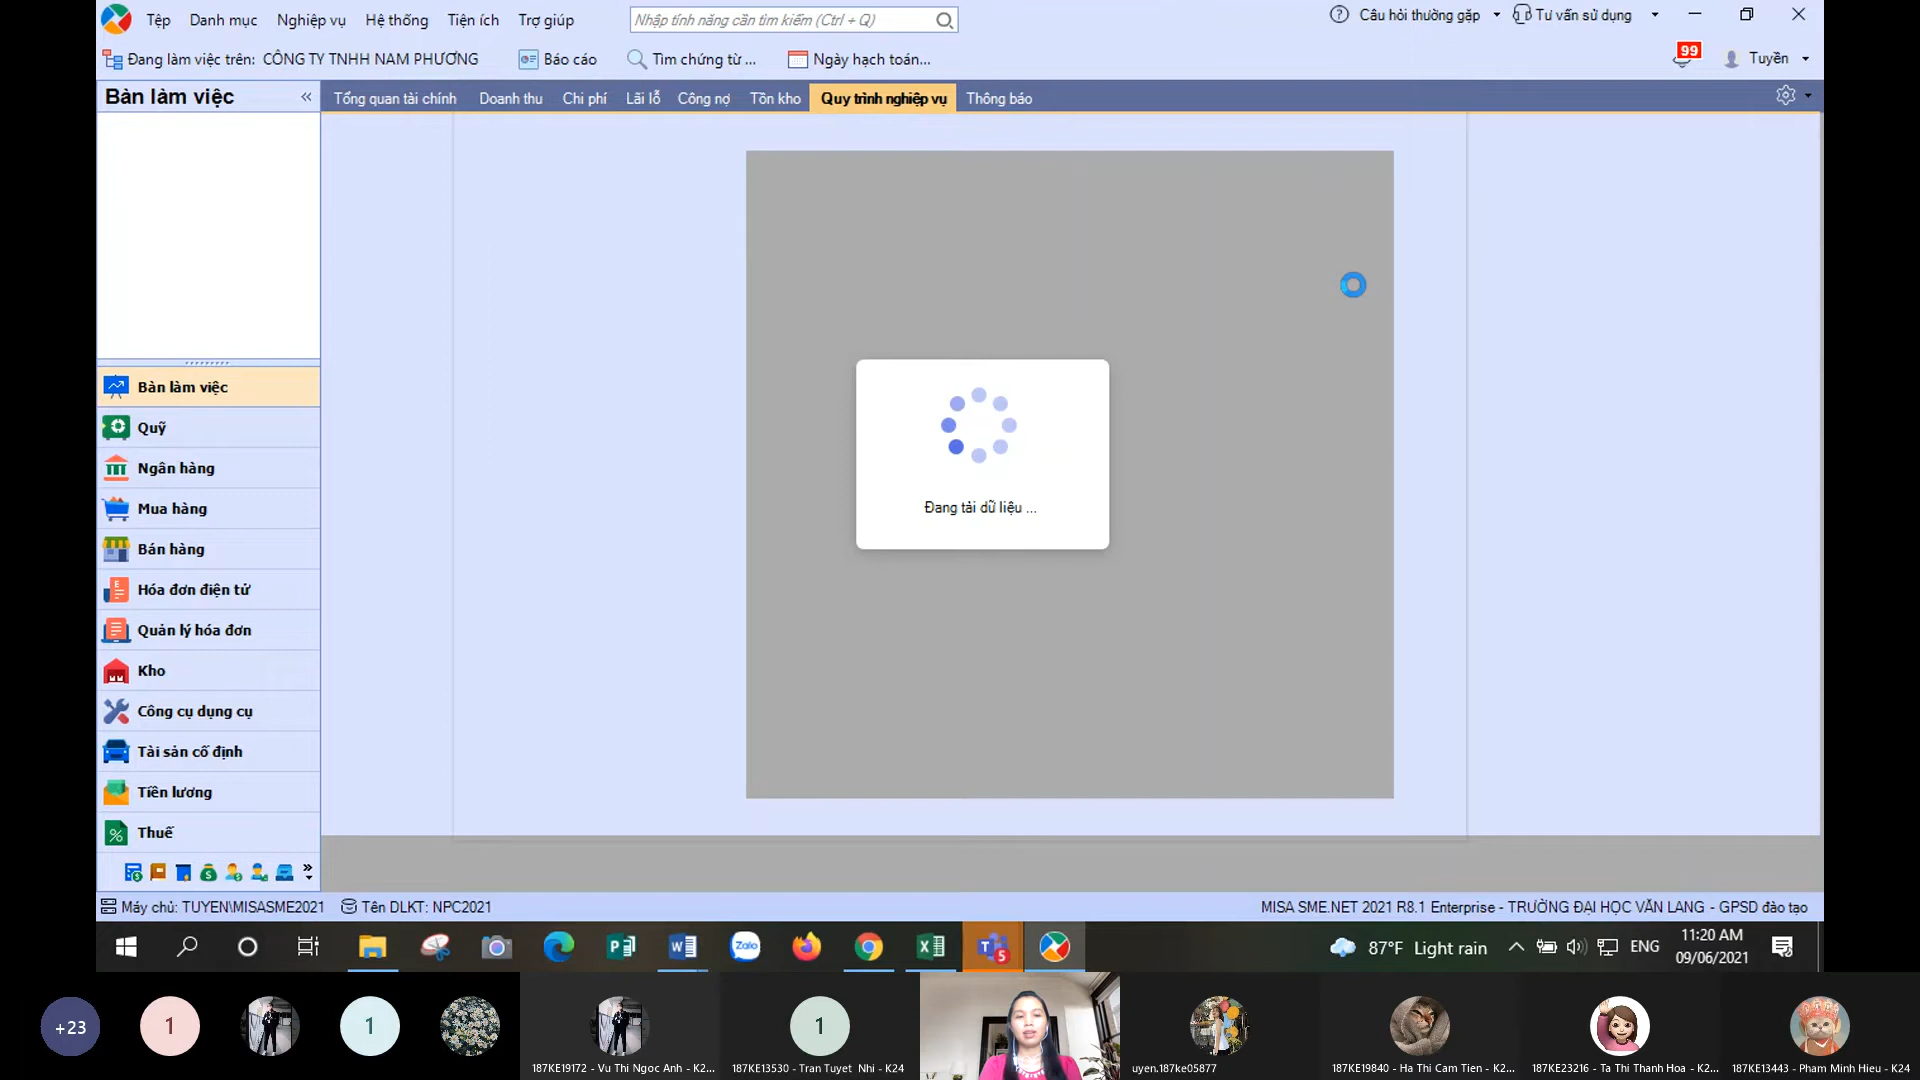 Tệp Danh mục Nghiệp vụ Hệ thống Tiện ích Trợ giúp Nhập tính năng cần tìm kiếm (Ctrl + Q) Câu hỏi thường gặp Tư vấn sử dụng
Đang làm việc trên: CÔNG TY TNHH NAM PHƯƠNG Báo cáo Tìm chứng từ ... Ngày hạch toán... 99 Tuyền
Bàn làm việc « Tổng quan tài chính Doanh thu Chi phí Lãi lỗ Công nợ Tồn kho Quy trình nghiệp vụ Thông báo
Đang tải dữ liệu ...
Bàn làm việc
Quỹ
Ngân hàng
Mua hàng
Bán hàng
Hóa đơn điện tử
Quản lý hóa đơn
Kho
Công cụ dụng cụ
Tài sản cố định
Tiền lương
Thuế
Máy chủ: TUYEN\MISASME2021 Tên DLKT: NPC2021 MISA SME.NET 2021 R8.1 Enterprise - TRƯỜNG ĐẠI HỌC VĂN LANG - GPSD đào tạo
Zalo 5 87°F Light rain ENG 11:20 AM
09/06/2021
+23 1 1 1
187KE19172 - Vu Thi Ngoc Anh - K2... 187KE13530 - Tran Tuyet Nhi - K24 uyen.187ke05877 187KE19840 - Ha Thi Cam Tien - K2... 187KE23216 - Ta Thi Thanh Hoa - K2... 187KE13443 - Pham Minh Hieu - K24